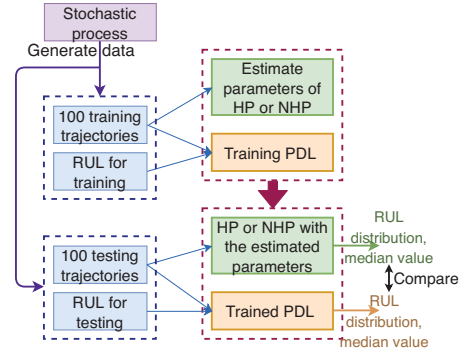 Stochastic
process
Generate data
100 training
trajectories
RUL for
training
Estimate
parameters of
HP or NHP
Training PDL
100 testing
trajectories
RUL for
testing
HP or NHP with
the estimated
parameters
Trained PDL
RUL
distribution,
median value
Compare
RUL
distribution,
median value